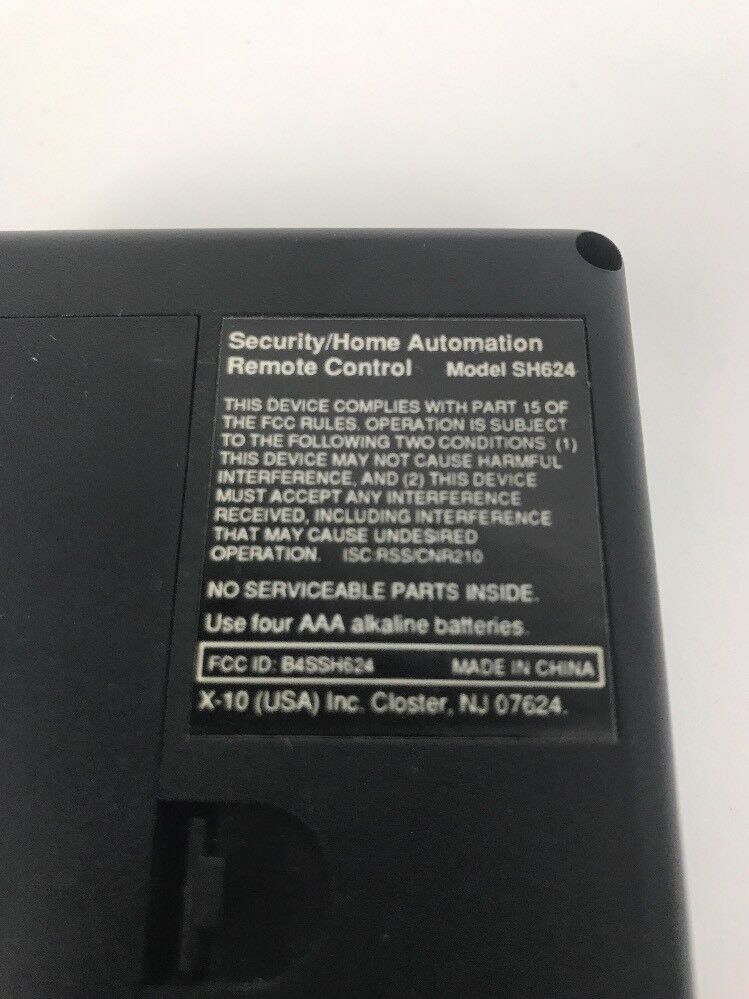 Security/Home Automation
Remote Control Model SH624
THIS DEVICE COMPLIES WITH PART 15 OF
THE FCC RULES. OPERATION IS SUBJECT
TO THE FOLLOWING TWO CONDITIONS: (1)
THIS DEVICE MAY NOT CAUSE HARMFUL
INTERFERENCE, AND (2) THIS DEVICE
MUST ACCEPT ANY INTERFERENCE
RECEIVED, INCLUDING INTERFERENCE
THAT MAY CAUSE UNDESIRED
OPERATION. ISC RSS/CNR210
NO SERVICEABLE PARTS INSIDE.
Use four AAA alkaline batteries.
FCC ID: B4SSH624 MADE IN CHINA
X-10 (USA) Inc. Closter, NJ 07624.